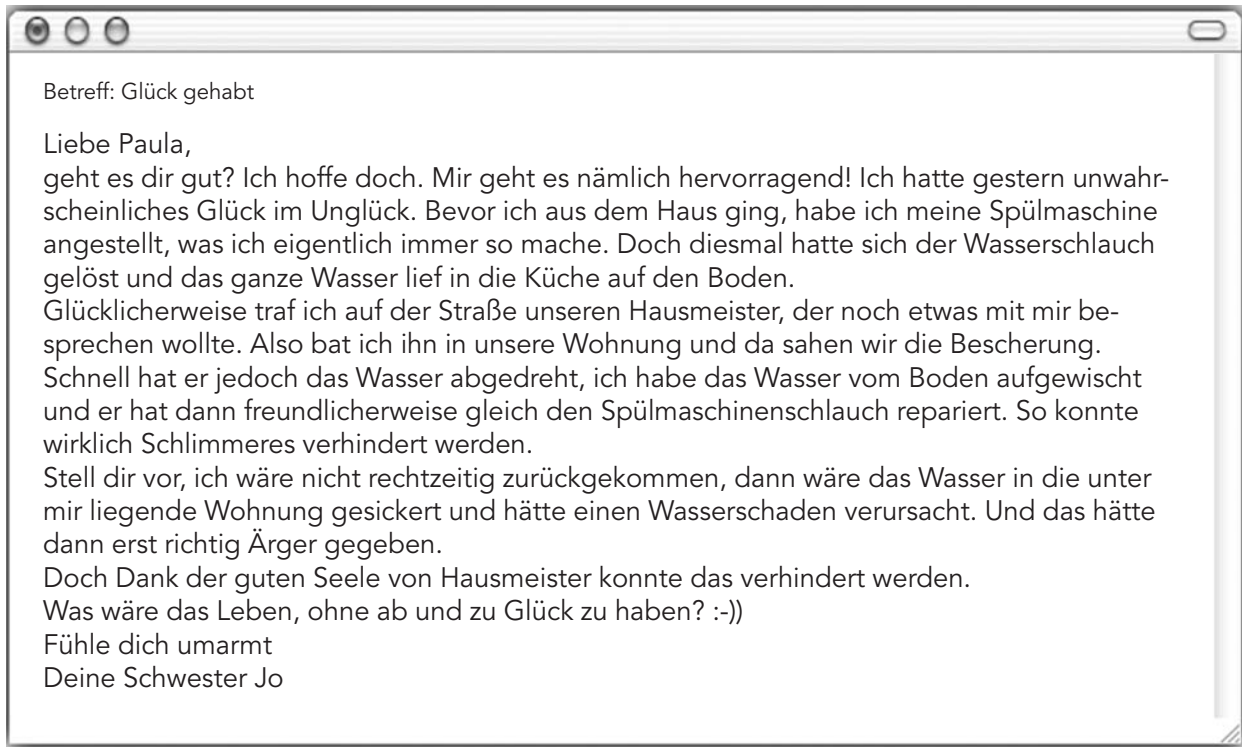 Betreff: Glück gehabt
Liebe Paula,
geht es dir gut? Ich hoffe doch. Mir geht es nämlich hervorragend! Ich hatte gestern unwahr-
scheinliches Glück im Unglück. Bevor ich aus dem Haus ging, habe ich meine Spülmaschine
angestellt, was ich eigentlich immer so mache. Doch diesmal hatte sich der Wasserschlauch
gelöst und das ganze Wasser lief in die Küche auf den Boden.
Glücklicherweise traf ich auf der Straße unseren Hausmeister, der noch etwas mit mir be-
sprechen wollte. Also bat ich ihn in unsere Wohnung und da sahen wir die Bescherung.
Schnell hat er jedoch das Wasser abgedreht, ich habe das Wasser vom Boden aufgewischt
und er hat dann freundlicherweise gleich den Spülmaschinenschlauch repariert. So konnte
wirklich Schlimmeres verhindert werden.
Stell dir vor, ich wäre nicht rechtzeitig zurückgekommen, dann wäre das Wasser in die unter
mir liegende Wohnung gesickert und hätte einen Wasserschaden verursacht. Und das hätte
dann erst richtig Ärger gegeben.
Doch Dank der guten Seele von Hausmeister konnte das verhindert werden.
Was wäre das Leben, ohne ab und zu Glück zu haben? :-))
Fühle dich umarmt
Deine Schwester Jo